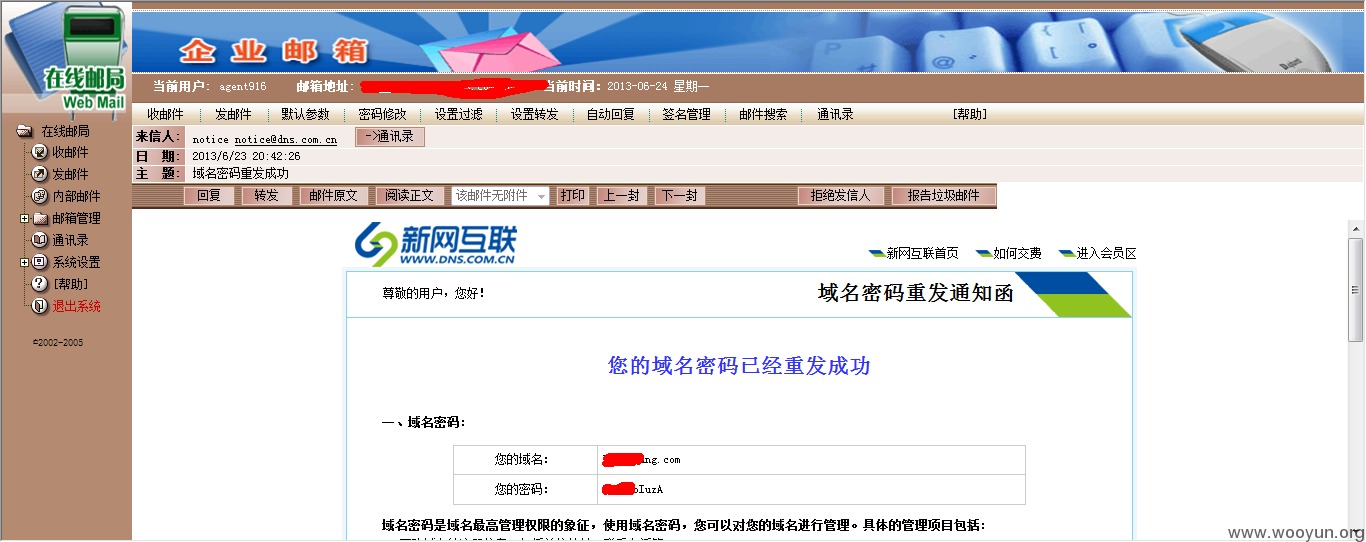 企业邮箱
在线邮局
Web Mail
当前用户: agent916 邮箱地址: 当前时间: 2013-06-24 星期一
收邮件 发邮件 默认参数 密码修改 设置过滤 设置转发 自动回复 签名管理 邮件搜索 通讯录 [帮助]
在线邮局
收邮件
发邮件
内部邮件
邮箱管理
通讯录
系统设置
[帮助]
退出系统
©2002-2005
来信人: notice notice@dns.com.cn ->通讯录
日 期: 2013/6/23 20:42:26
主 题: 域名密码重发成功
回复 转发 邮件原文 阅读正文 该邮件无附件 打印 上一封 下一封 拒绝发信人 报告垃圾邮件
新网互联
WWW.DNS.COM.CN
新网互联首页 如何交费 进入会员区
尊敬的用户，您好！
域名密码重发通知函
您的域名密码已经重发成功
一、域名密码：
您的域名： ng.com
您的密码： oIuzA
域名密码是域名最高管理权限的象征，使用域名密码，您可以对您的域名进行管理。具体的管理项目包括：
www.wooyun.org